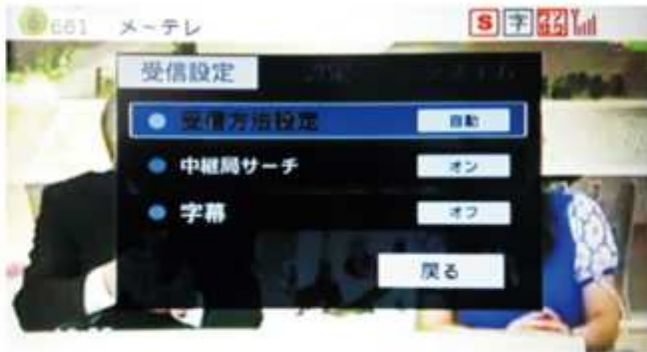 661 メ〜テレ S 字
受信設定
受信方法設定 自動
中継局サーチ オン
字幕 オフ
戻る